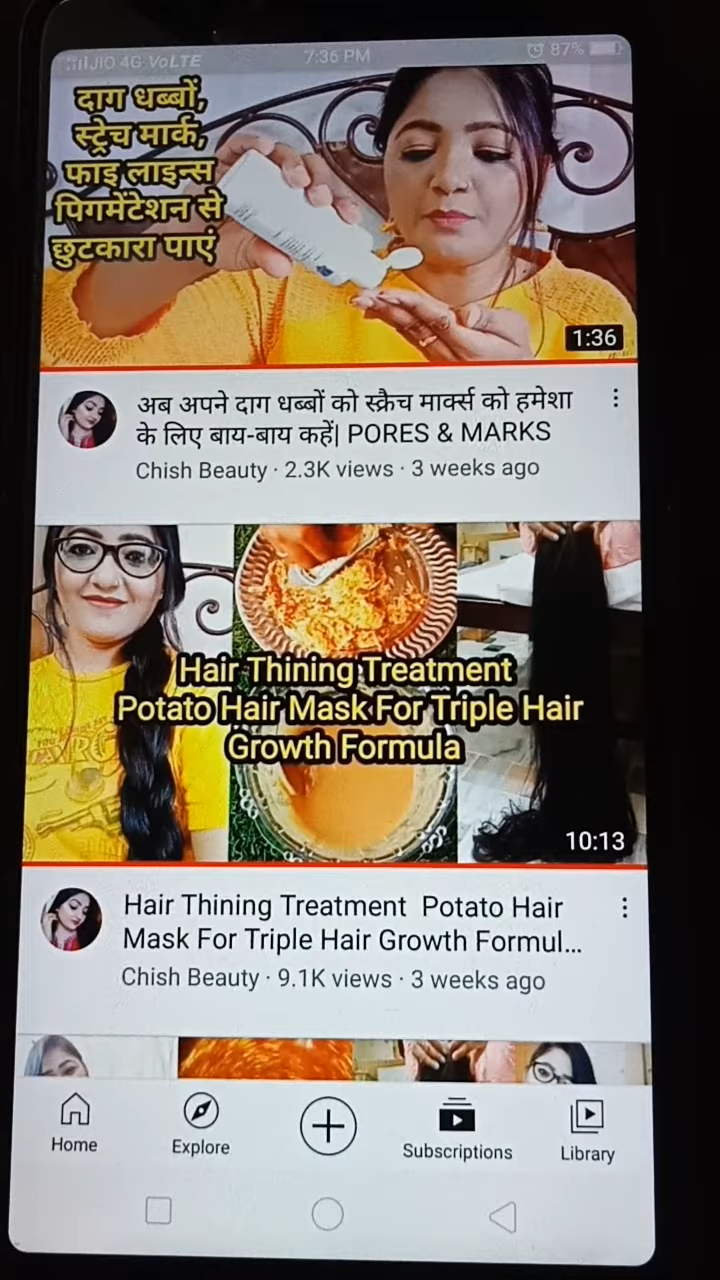 JIO 4G VoLTE 7:36 PM 87%
दाग धब्बों,
स्ट्रेच मार्क,
फाइ लाइन्स
पिगमेंटेशन से
छुटकारा पाएं
1:36
अब अपने दाग धब्बों को स्क्रैच मार्क्स को हमेशा
के लिए बाय-बाय कहें| PORES & MARKS
Chish Beauty · 2.3K views · 3 weeks ago
Hair Thining Treatment
Potato Hair Mask For Triple Hair
Growth Formula
10:13
Hair Thining Treatment Potato Hair
Mask For Triple Hair Growth Formul...
Chish Beauty · 9.1K views · 3 weeks ago
Home Explore Subscriptions Library